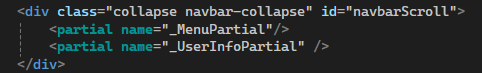 <div class="collapse navbar-collapse" id="navbarScroll">
<partial name="_MenuPartial"/>
<partial name="_UserInfoPartial" />
</div>